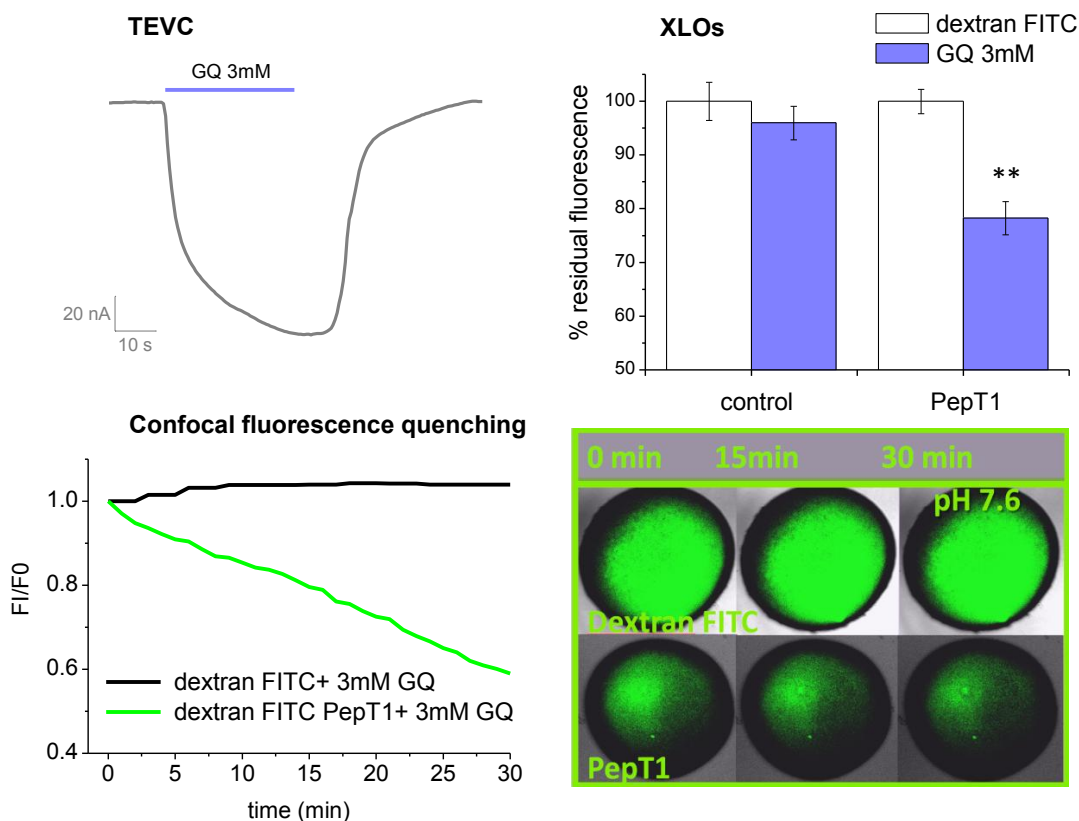 TEVC
GQ 3mM
20 nA
10 s
XLOs
dextran FITC
GQ 3mM
% residual fluorescence
100
90
80
70
60
50
**
control
PepT1
Confocal fluorescence quenching
FI/F0
1.0
0.8
0.6
0.4
dextran FITC+ 3mM GQ
dextran FITC PepT1+ 3mM GQ
0 5 10 15 20 25 30
time (min)
0 min 15min 30 min
pH 7.6
Dextran FITC
PepT1